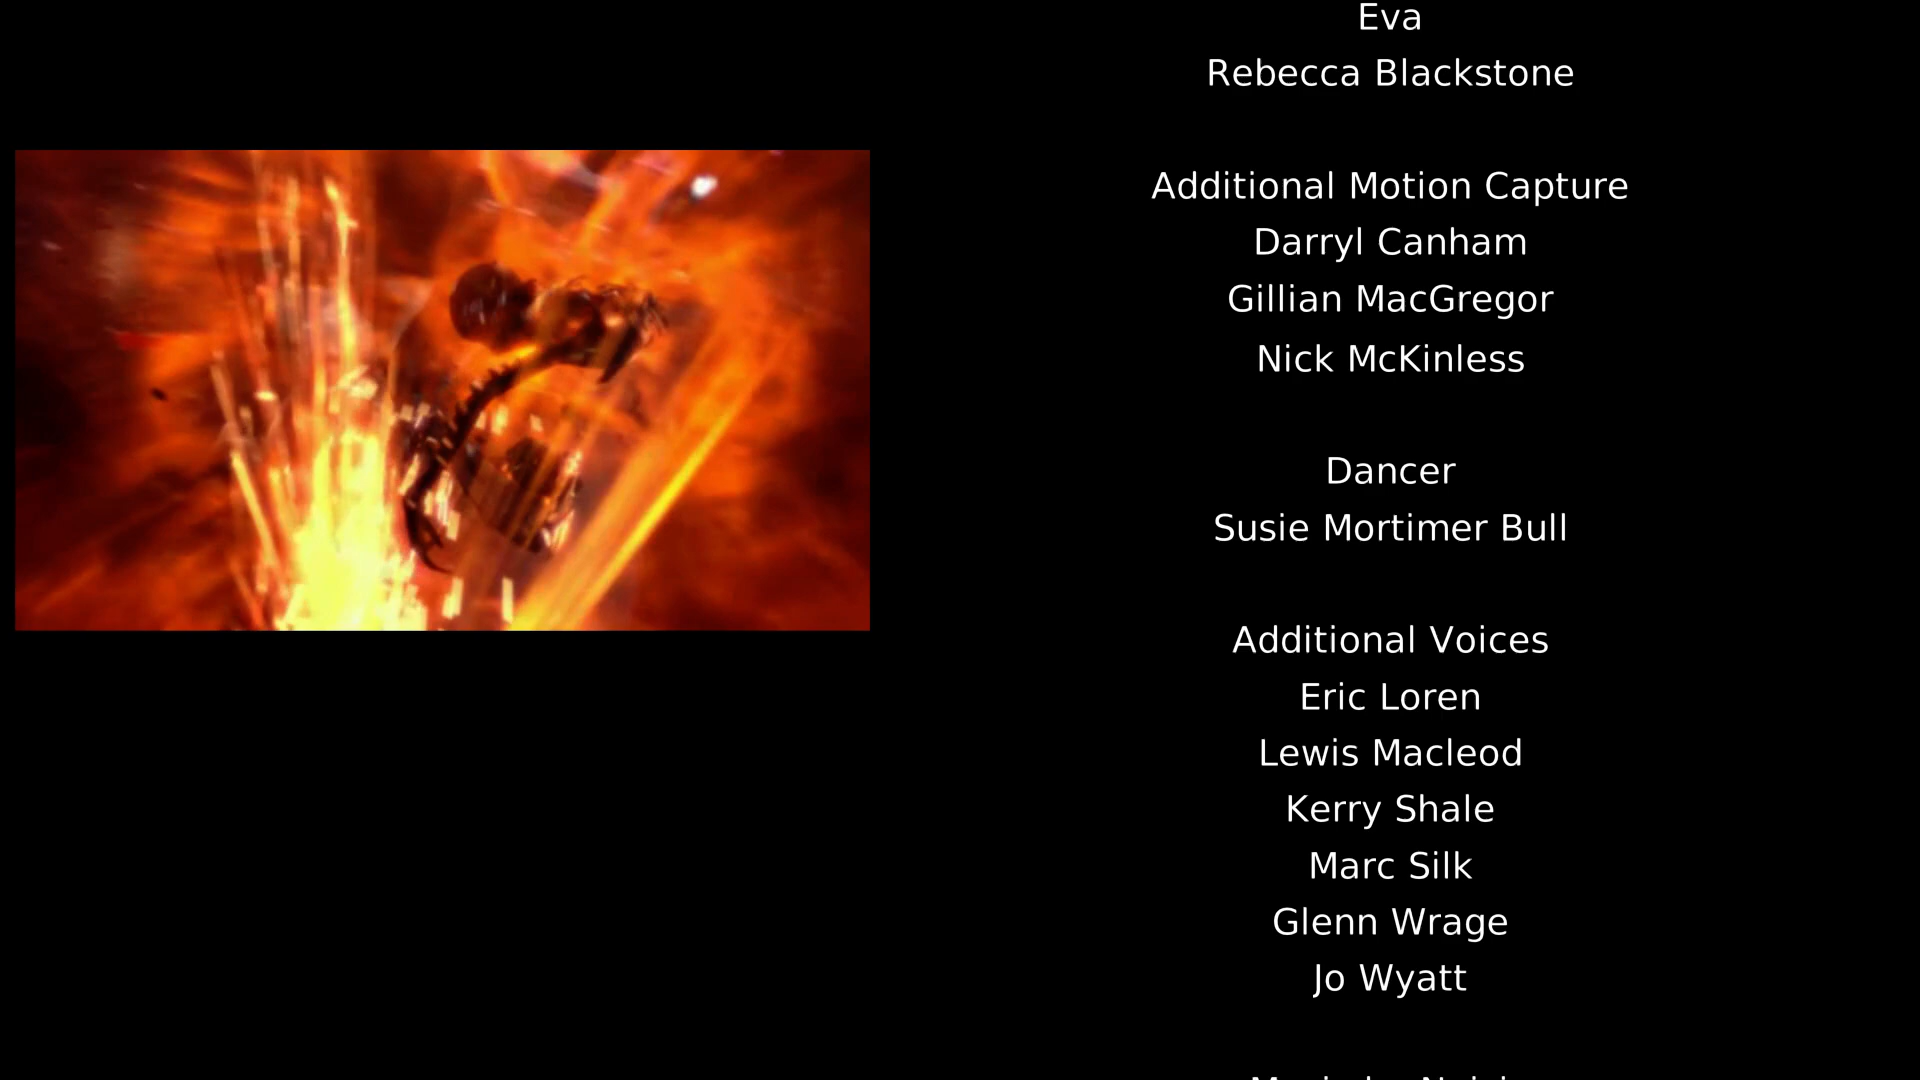 Eva
Rebecca Blackstone
Additional Motion Capture
Darryl Canham
Gillian MacGregor
Nick McKinless
Dancer
Susie Mortimer Bull
Additional Voices
Eric Loren
Lewis Macleod
Kerry Shale
Marc Silk
Glenn Wrage
Jo Wyatt